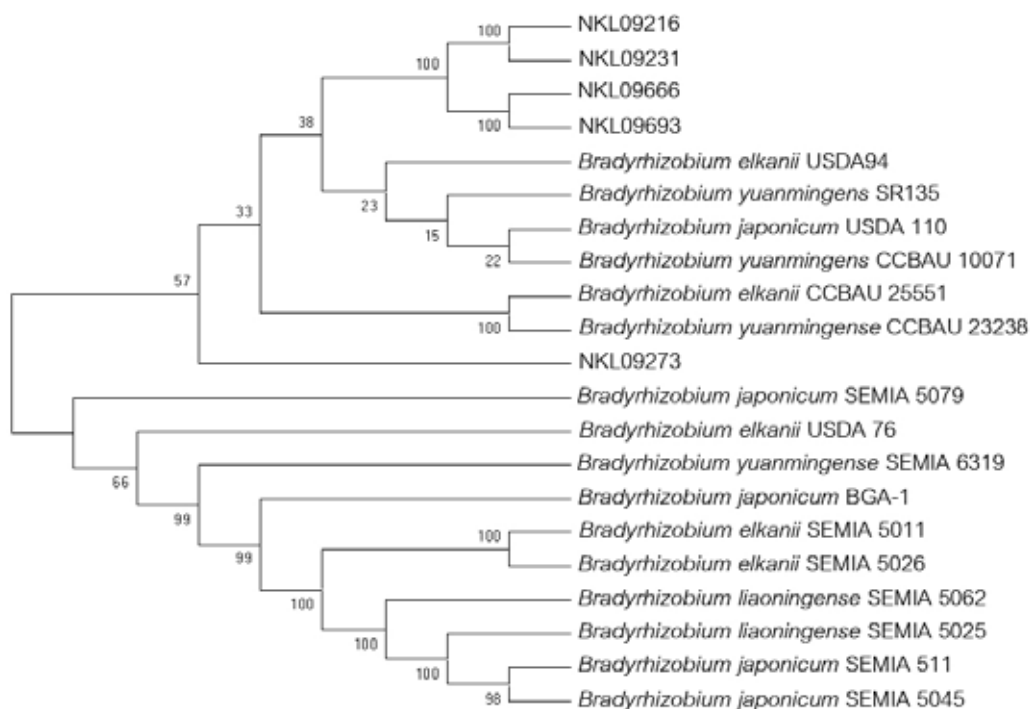 100 NKL09216
NKL09231
100
NKL09666
100 NKL09693
38
Bradyrhizobium elkanii USDA94
23
Bradyrhizobium yuanmingens SR135
33
15
Bradyrhizobium japonicum USDA 110
22 Bradyrhizobium yuanmingens CCBAU 10071
57
Bradyrhizobium elkanii CCBAU 25551
100 Bradyrhizobium yuanmingense CCBAU 23238
NKL09273
Bradyrhizobium japonicum SEMIA 5079
Bradyrhizobium elkanii USDA 76
66
Bradyrhizobium yuanmingense SEMIA 6319
99
Bradyrhizobium japonicum BGA-1
99
100 Bradyrhizobium elkanii SEMIA 5011
Bradyrhizobium elkanii SEMIA 5026
100
Bradyrhizobium liaoningense SEMIA 5062
100
Bradyrhizobium liaoningense SEMIA 5025
100
Bradyrhizobium japonicum SEMIA 511
98 Bradyrhizobium japonicum SEMIA 5045